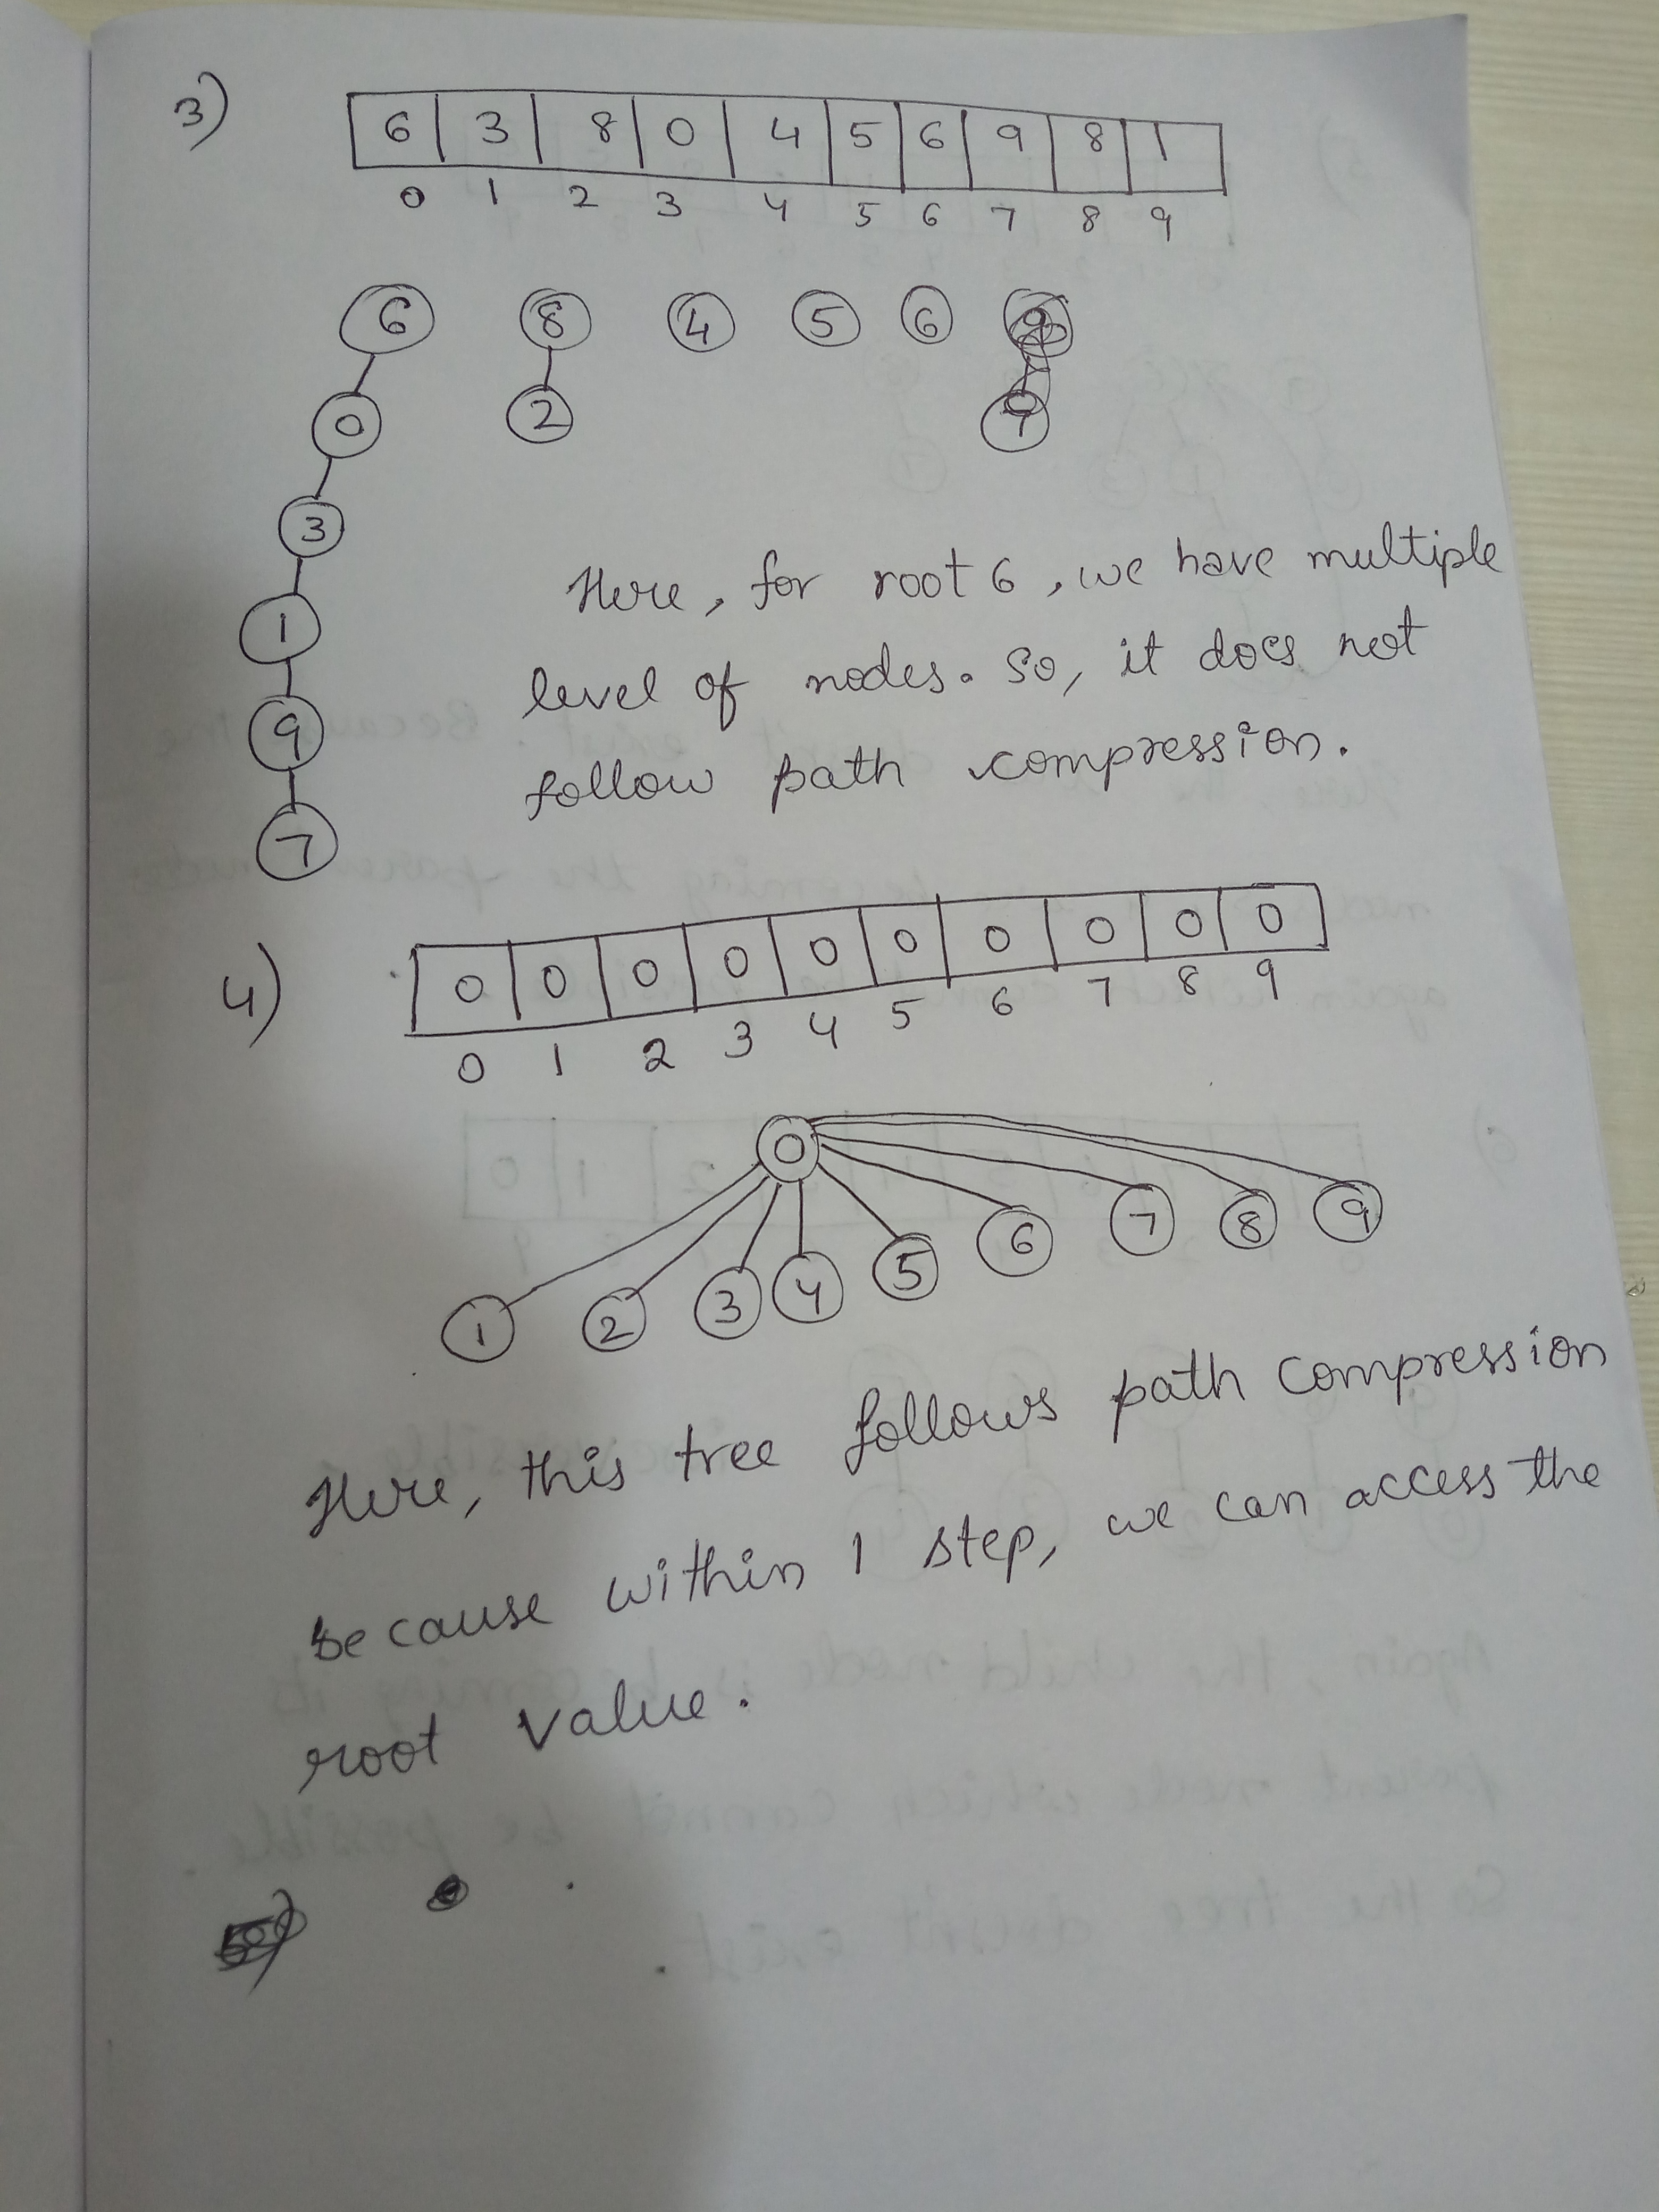 3)
6 3 8 0 4 5 6 9 8 1
0 1 2 3 4 5 6 7 8 9
6 8 4 5 6
0 2
3
1
9
7
Here, for root 6, we have multiple
level of nodes. So, it does not
follow path compression.
4)
0 0 0 0 0 0 0 0 0 0
0 1 2 3 4 5 6 7 8 9
0
1 2 3 4 5 6 7 8 9
Here, this tree follows path compression
because within 1 step, we can access the
root value.